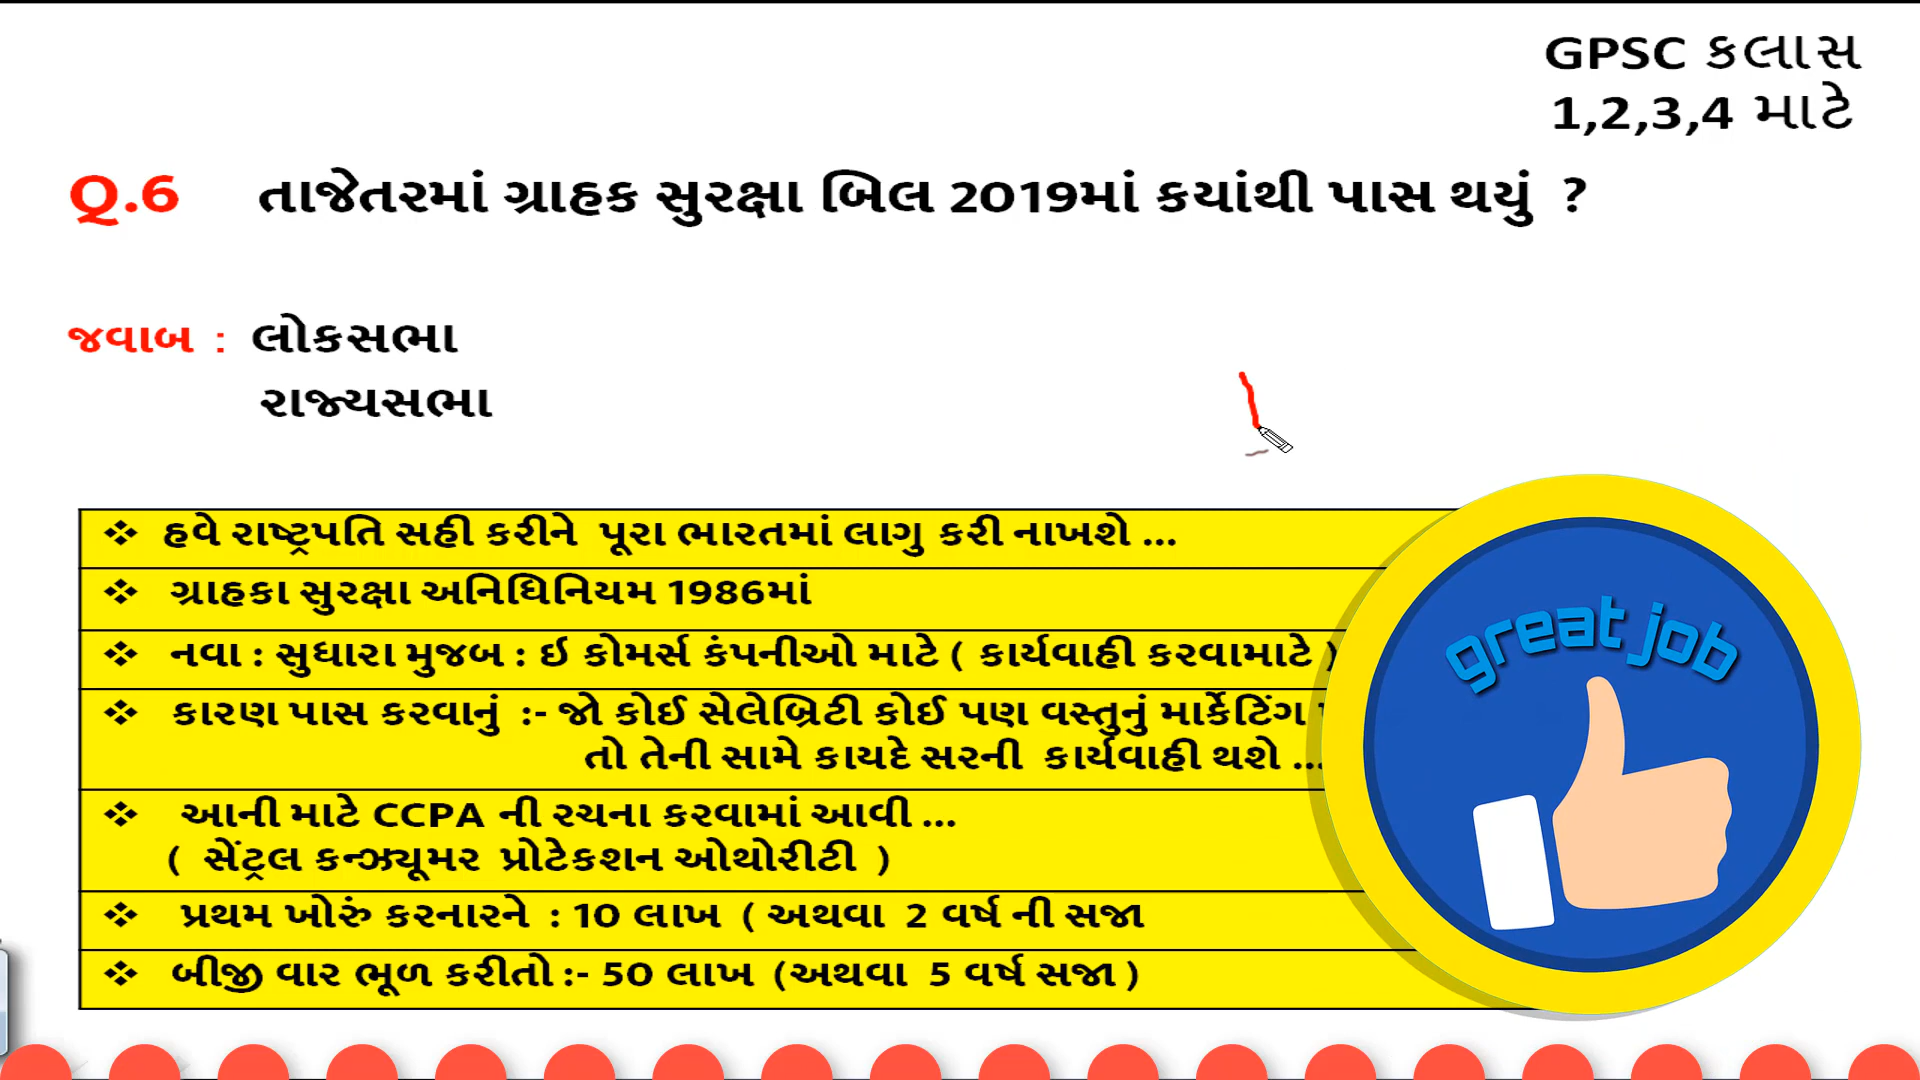 GPSC કલાસ
1,2,3,4 માટે
Q.6 તાજેતરમાં ગ્રાહક સુરક્ષા બિલ 2019માં કયાંથી પાસ થયું ?
જવાબ : લોકસભા
રાજ્યસભા
❖ હવે રાષ્ટ્રપતિ સહી કરીને પૂરા ભારતમાં લાગુ કરી નાખશે ...
❖ ગ્રાહકા સુરક્ષા અનિધિનિયમ 1986માં
❖ નવા : સુધારા મુજબ : ઇ કોમર્સ કંપનીઓ માટે ( કાર્યવાહી કરવામાટે )
❖ કારણ પાસ કરવાનું :- જો કોઈ સેલેબ્રિટી કોઈ પણ વસ્તુનું માર્કેટિંગ
તો તેની સામે કાયદે સરની કાર્યવાહી થશે ...
❖ આની માટે CCPA ની રચના કરવામાં આવી ...
( સેંટ્રલ કન્ઝ્યૂમર પ્રોટેકશન ઓથોરીટી )
❖ પ્રથમ ખોરું કરનારને : 10 લાખ ( અથવા 2 વર્ષ ની સજા
❖ બીજી વાર ભૂળ કરીતો :- 50 લાખ (અથવા 5 વર્ષ સજા )
great job